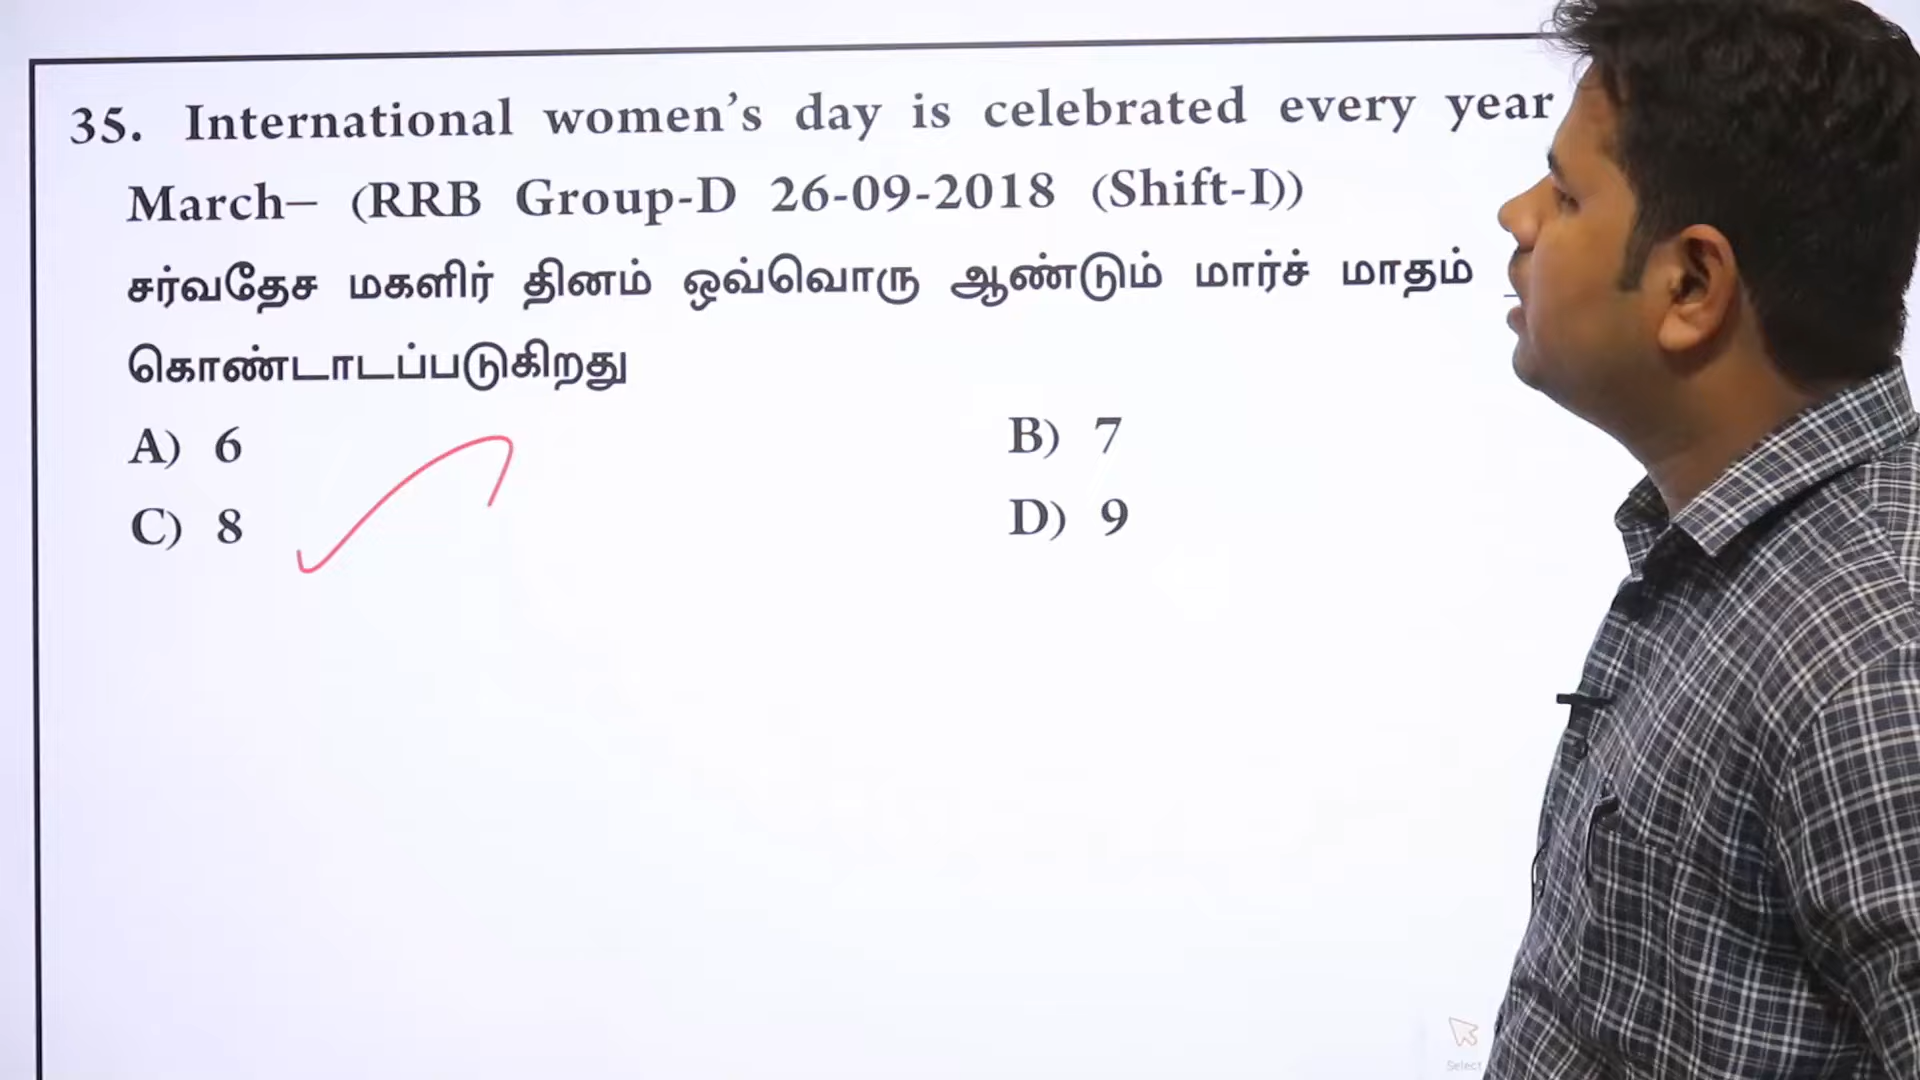 35. International women's day is celebrated every year
March– (RRB Group-D 26-09-2018 (Shift-I))
சர்வதேச மகளிர் தினம் ஒவ்வொரு ஆண்டும் மார்ச் மாதம் _
கொண்டாடப்படுகிறது
A) 6 B) 7
C) 8 D) 9
Select